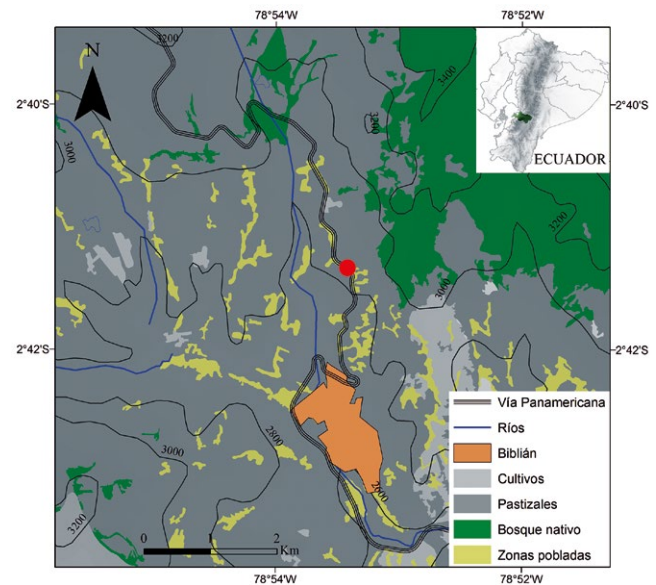 78°54'W
78°52'W
3200
N
3400
ECUADOR
2°40'S
2°40'S
3000
3200
3200
3000
2°42'S
2°42'S
2800
3000
2600
3200
Vía Panamericana
Ríos
Biblián
Cultivos
Pastizales
Bosque nativo
Zonas pobladas
0 1 2
Km
78°54'W
78°52'W